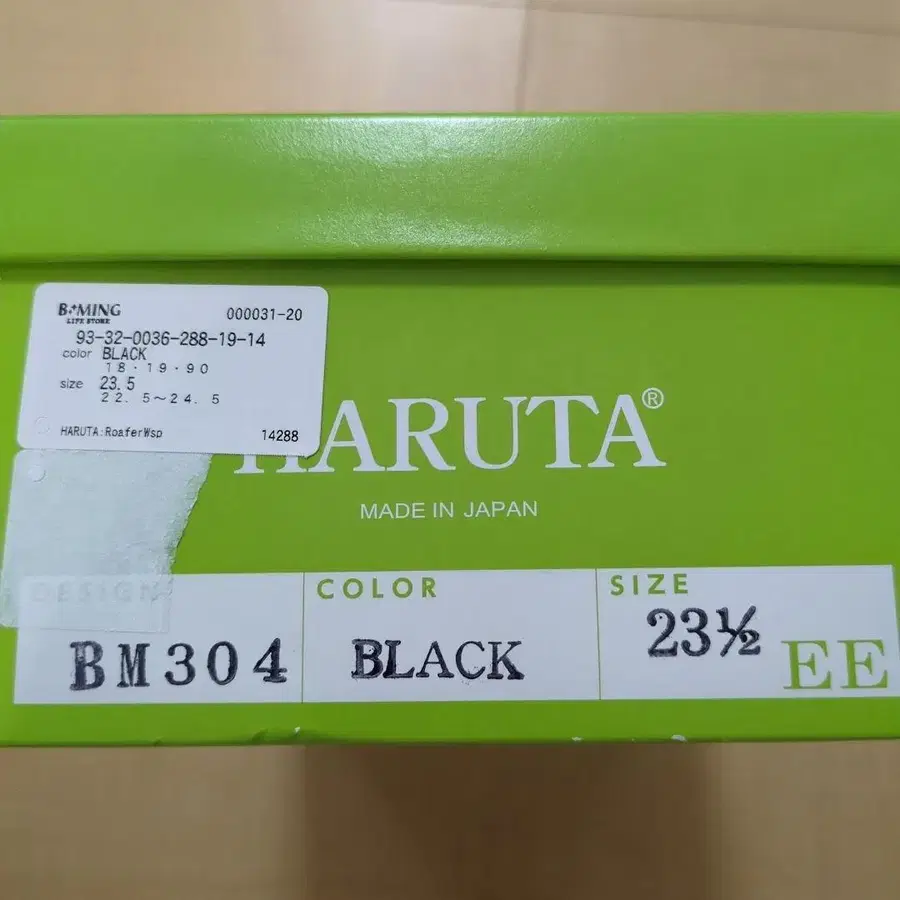 B:MING 000031-20
LIFE STORE
93-32-0036-288-19-14
color BLACK
18・19・90
size 23.5
22.5～24.5
HARUTA:RoaferWsp 14288
HARUTA®
MADE IN JAPAN
DESIGN COLOR SIZE
BM304 BLACK 23½ EE